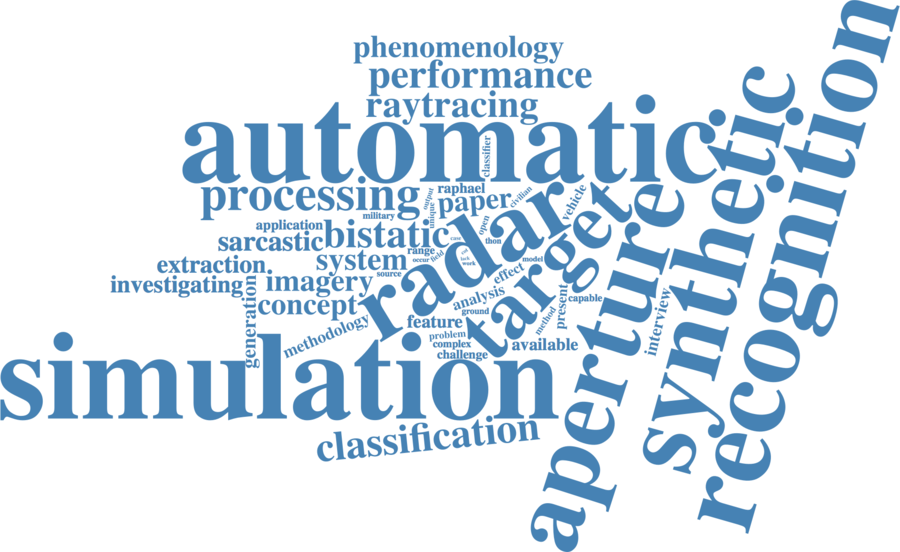 phenomenology
performance
raytracing
automatic
classifier
processing
raphael
paper
output
unique
civilian
vehicle
military
application
bistatic
sarcastic
open
case
thon
system
range
occur
field
lack
work
model
extraction
source
effect
investigating
imagery
radar
target
concept
analysis
present
capable
generation
methodology
feature
ground
method
problem
complex
challenge
available
interview
simulation
classification
aperture
synthetic
recognition